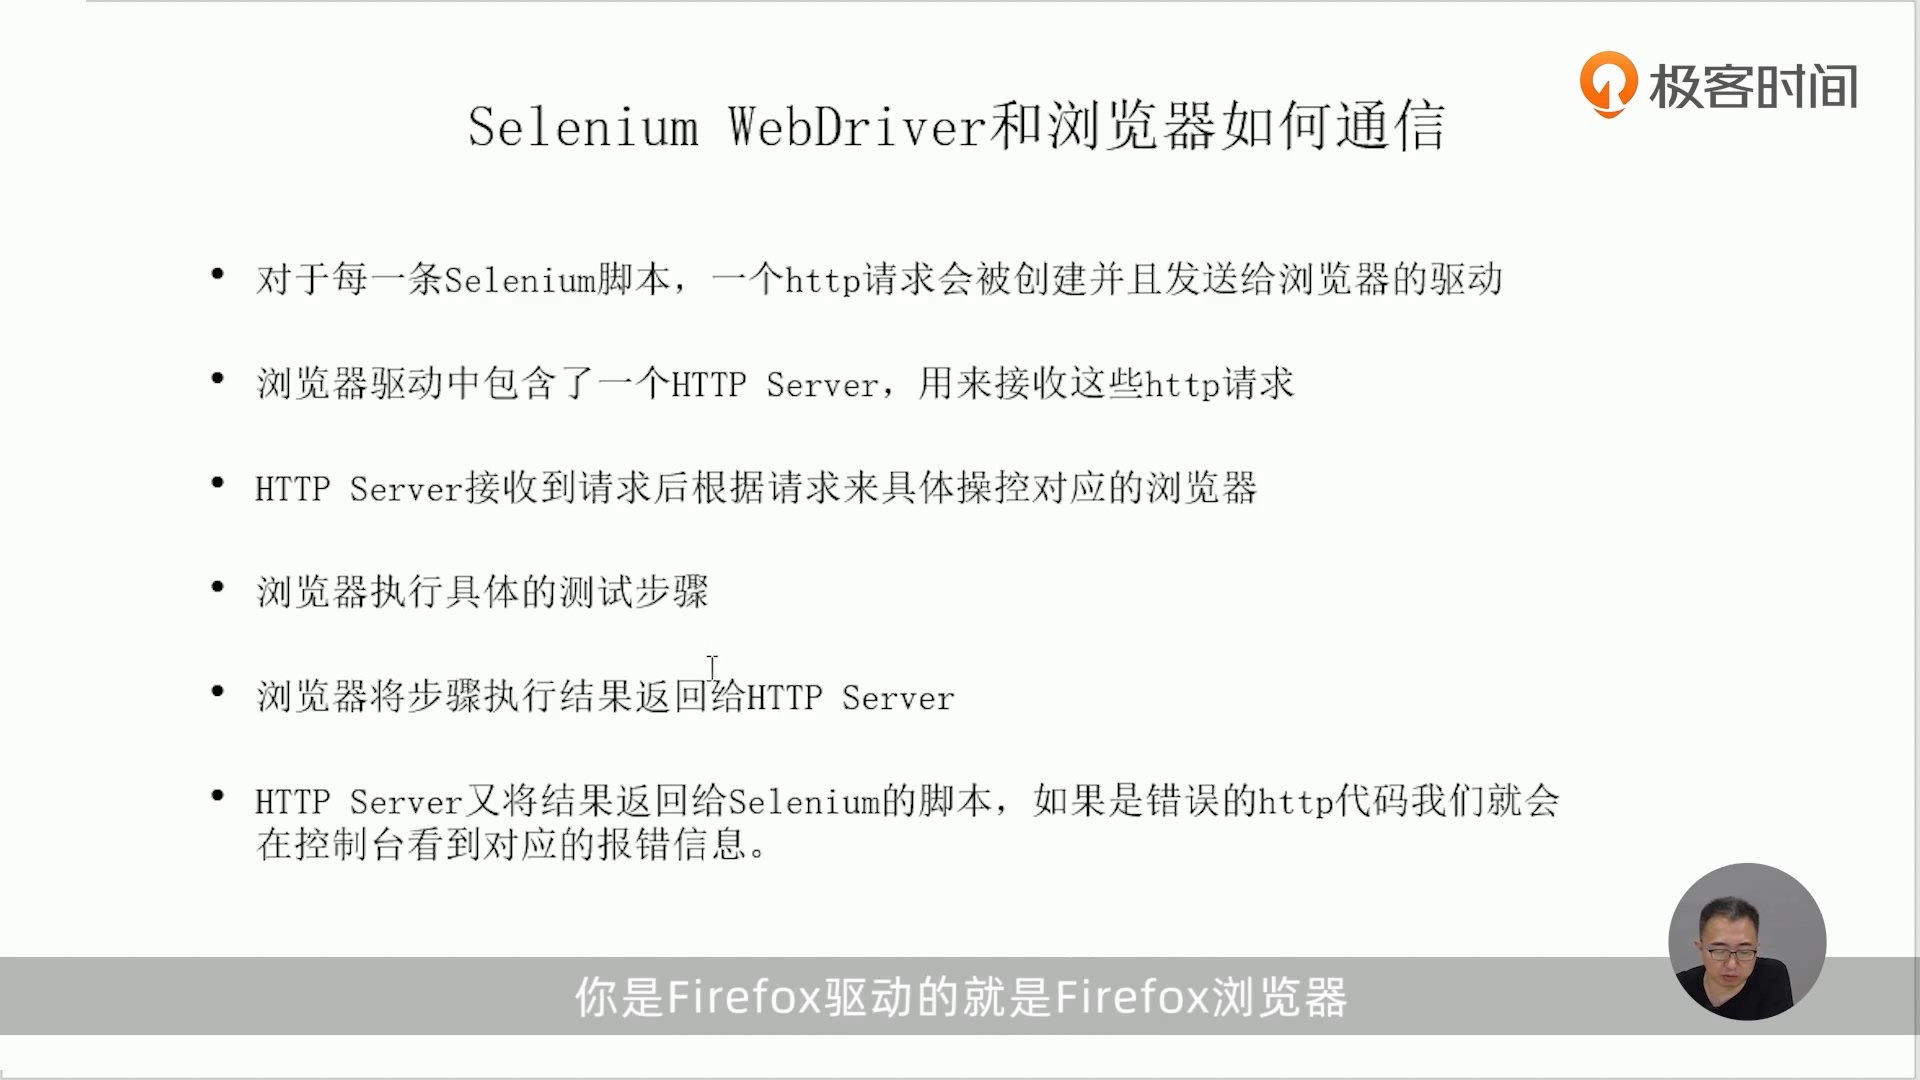 极客时间
Selenium WebDriver和浏览器如何通信
• 对于每一条Selenium脚本，一个http请求会被创建并且发送给浏览器的驱动
• 浏览器驱动中包含了一个HTTP Server，用来接收这些http请求
• HTTP Server接收到请求后根据请求来具体操控对应的浏览器
• 浏览器执行具体的测试步骤
• 浏览器将步骤执行结果返回给HTTP Server
• HTTP Server又将结果返回给Selenium的脚本，如果是错误的http代码我们就会
在控制台看到对应的报错信息。
你是Firefox驱动的就是Firefox浏览器